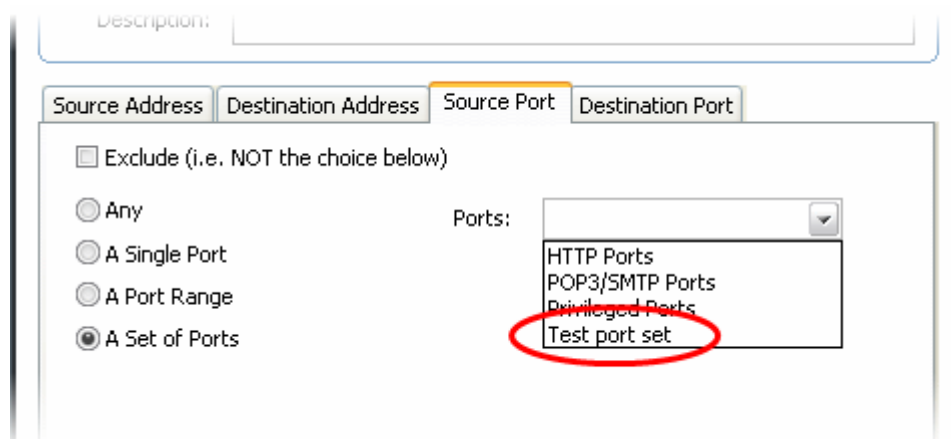 Description:
Source Address Destination Address Source Port Destination Port
Exclude (i.e. NOT the choice below)
Any Ports:
A Single Port HTTP Ports
POP3/SMTP Ports
A Port Range Privileged Ports
A Set of Ports Test port set